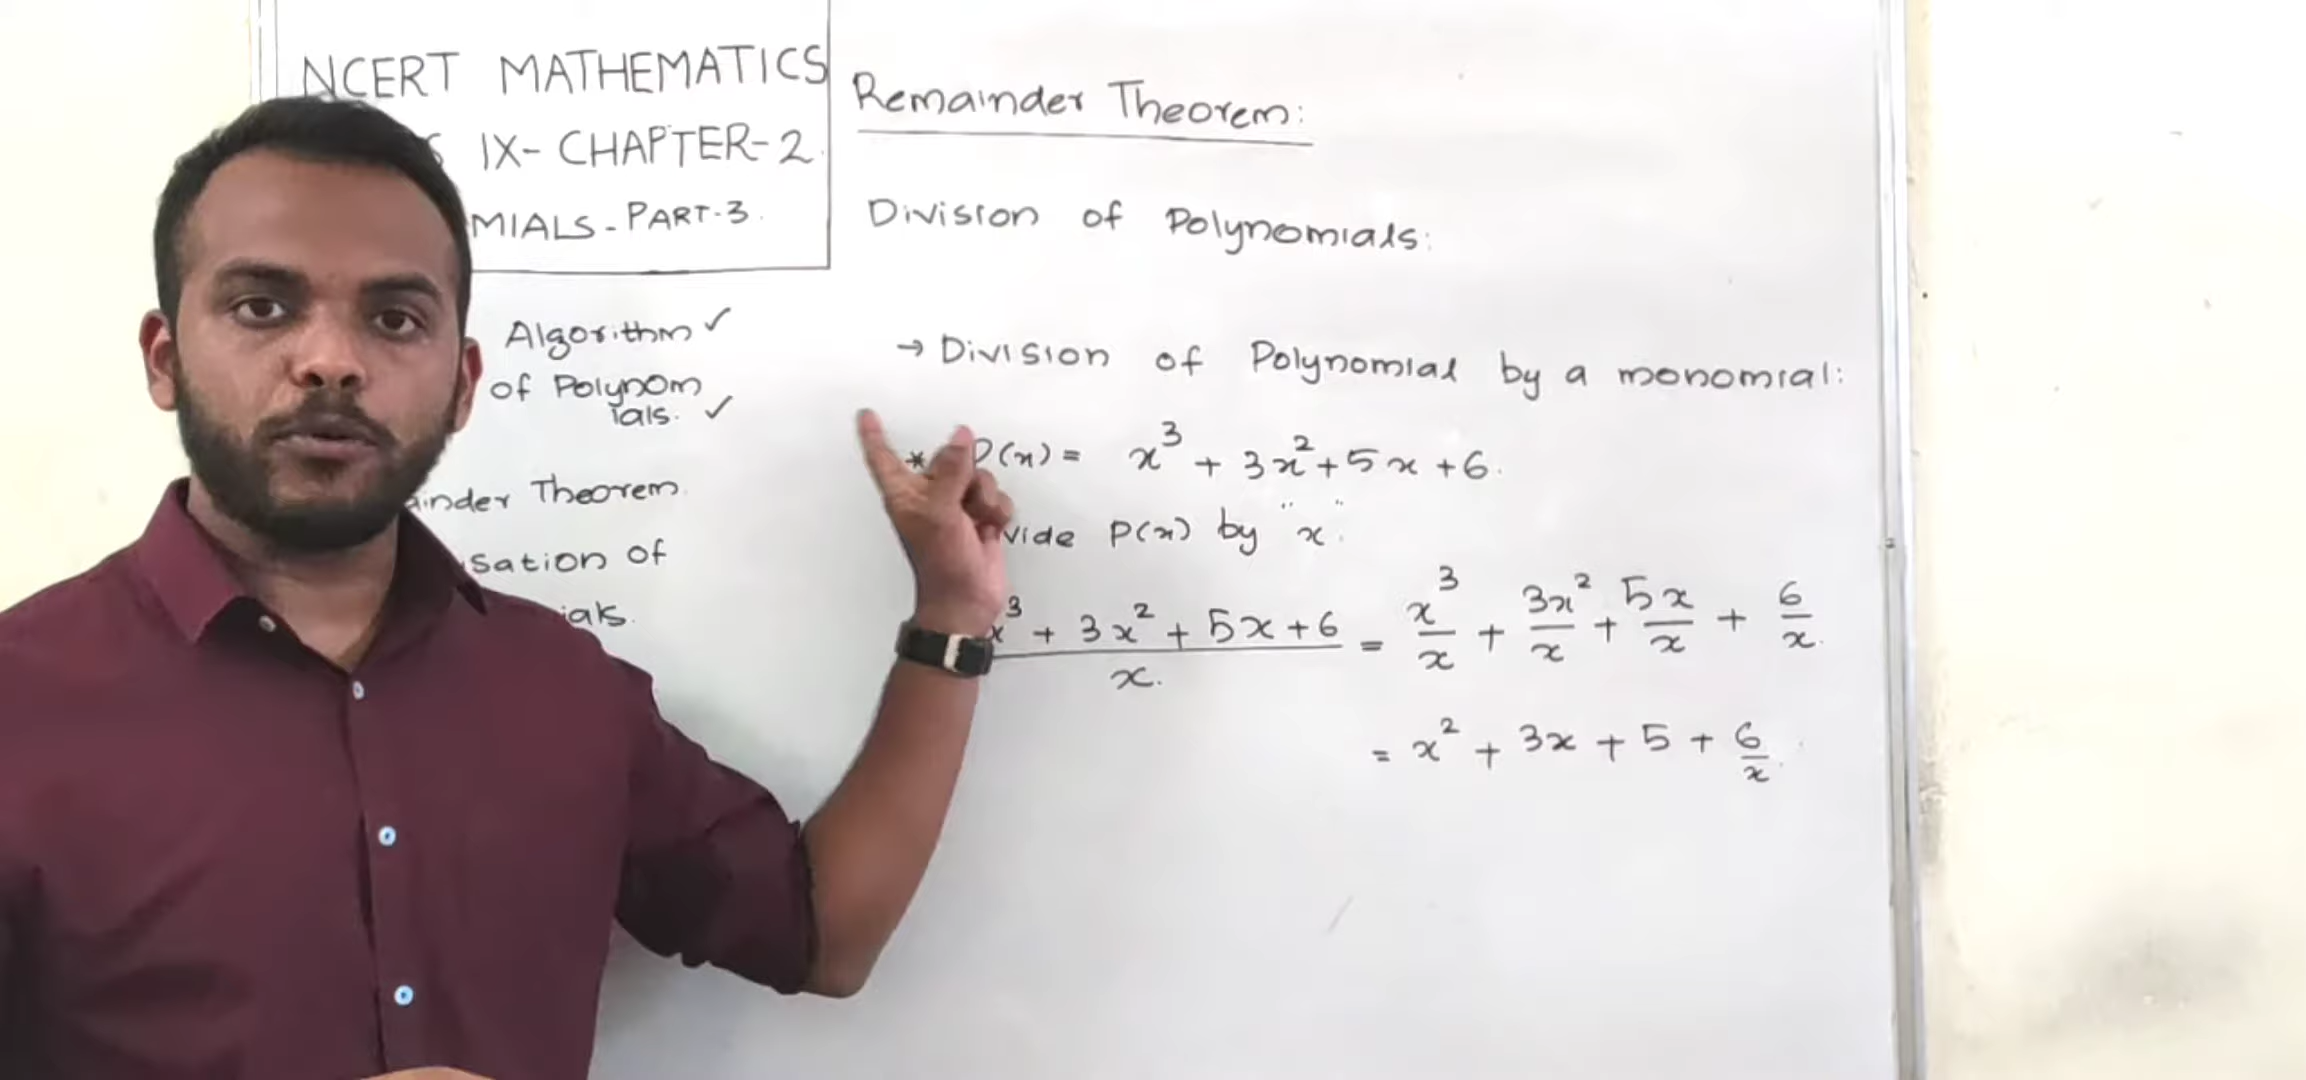 NCERT MATHEMATICS
IX- CHAPTER-2.
MIALS - PART-3.
Algorithm ✓
of Polynom
ials. ✓
inder Theorem.
sation of
ials.
Remainder Theorem:
Division of Polynomials:
→ Division of Polynomial by a monomial:
* P(x) = x³ + 3x² + 5x + 6.
vide P(x) by "x".
x³ + 3x² + 5x + 6 / x. = x³/x + 3x²/x + 5x/x + 6/x.
= x² + 3x + 5 + 6/x.